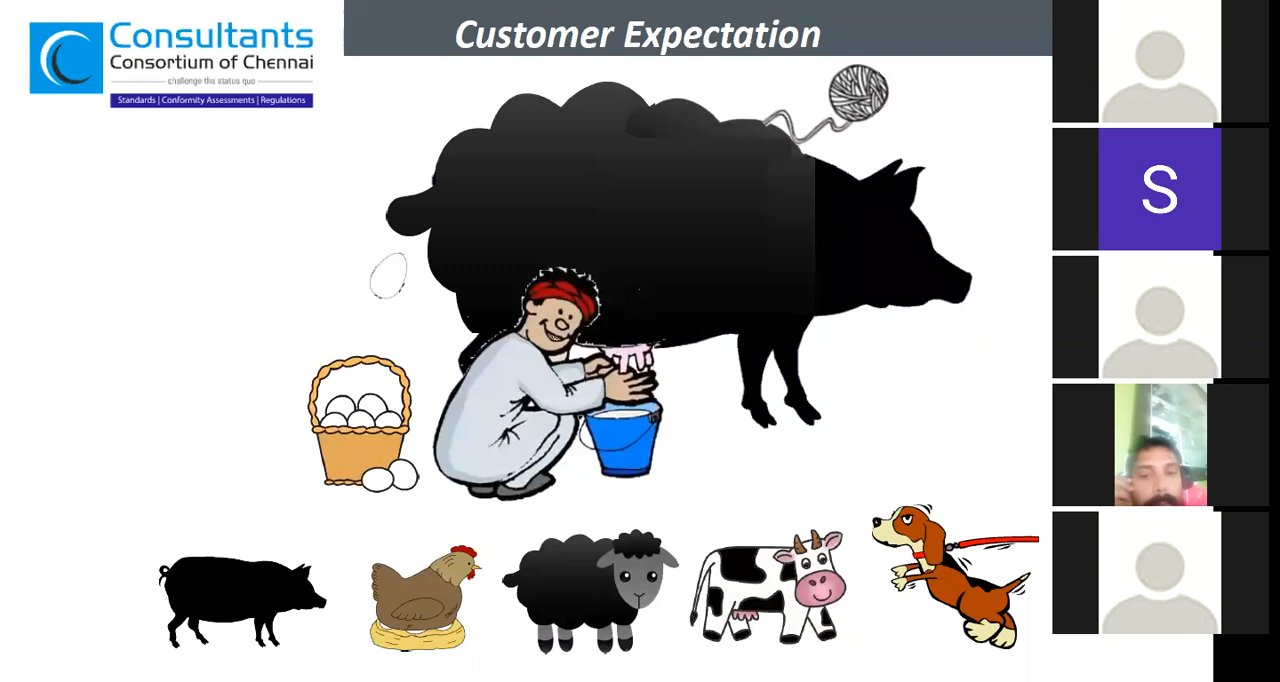 Consultants
Consortium of Chennai
challenge the status quo
Standards | Conformity Assessments | Regulations
Customer Expectation
S